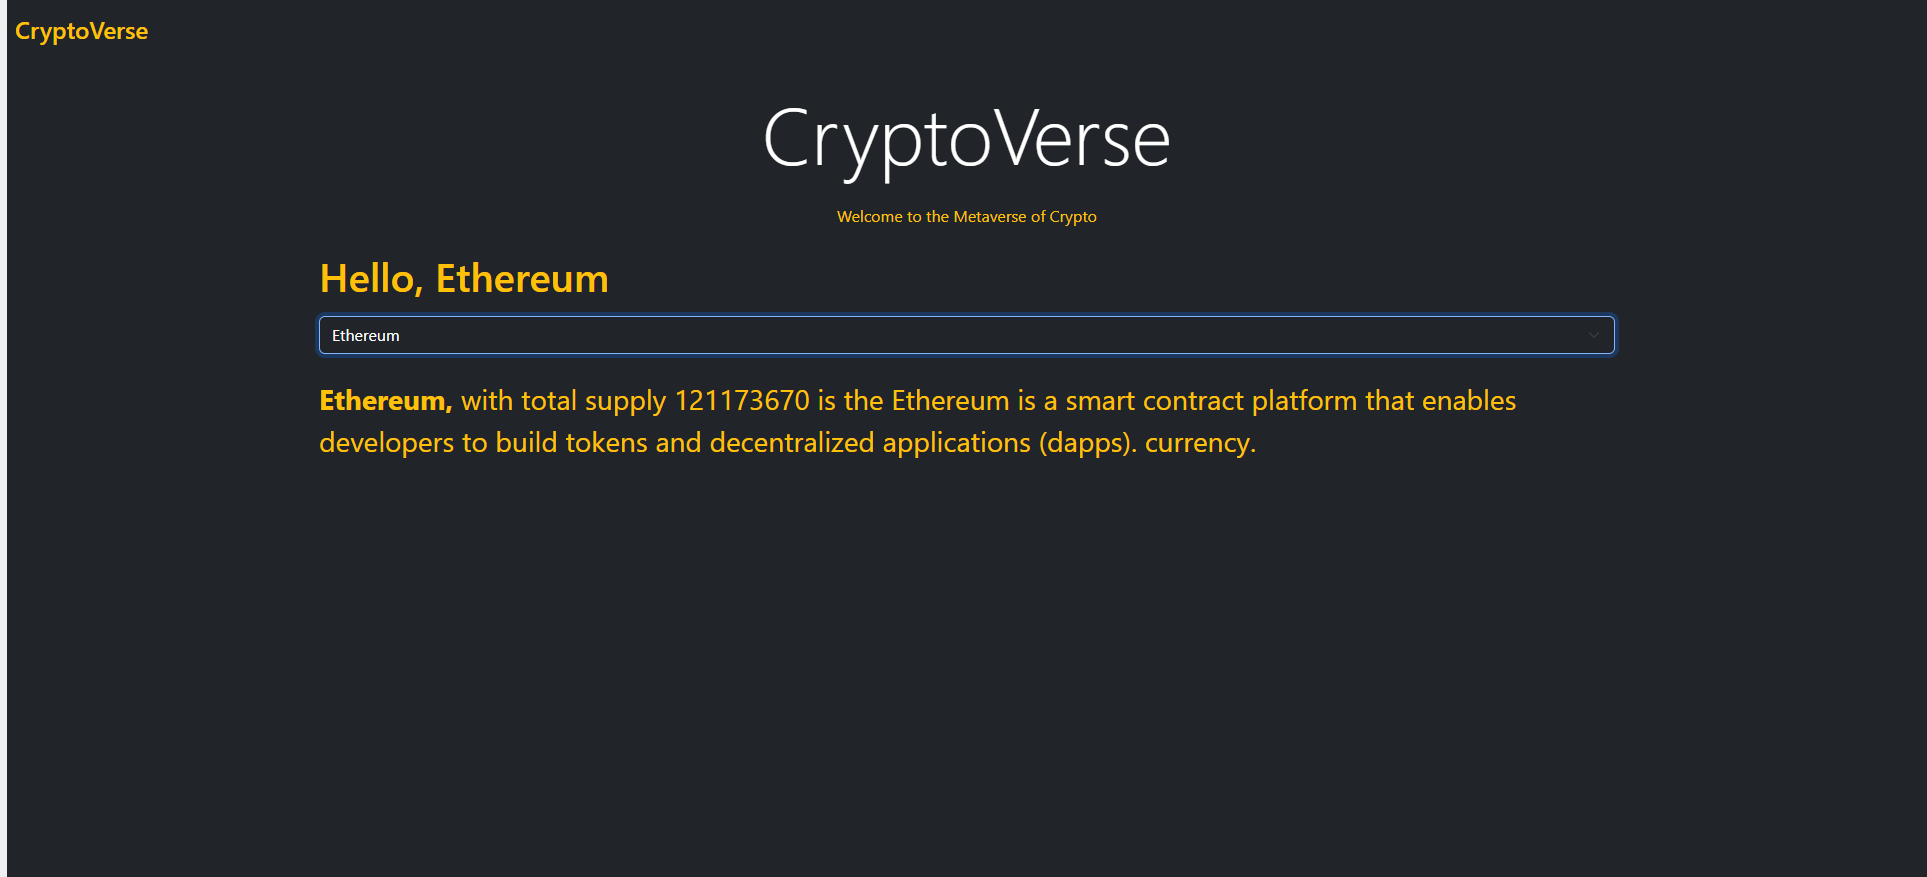 CryptoVerse
CryptoVerse
Welcome to the Metaverse of Crypto
Hello, Ethereum
Ethereum
Ethereum, with total supply 121173670 is the Ethereum is a smart contract platform that enables
developers to build tokens and decentralized applications (dapps). currency.